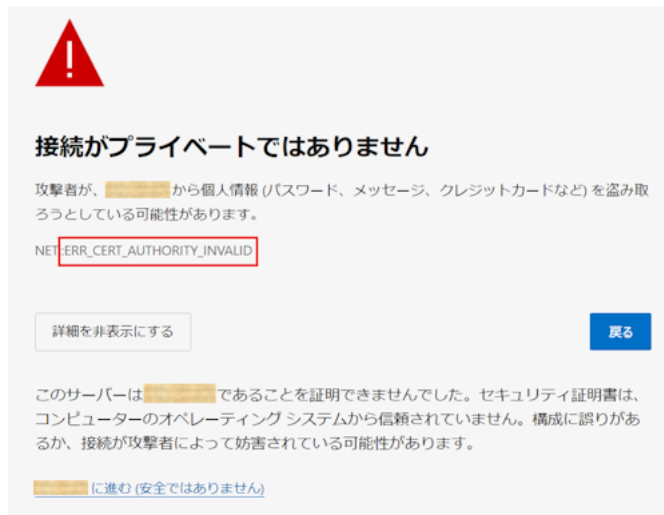 接続がプライベートではありません
攻撃者が、から個人情報 (パスワード、メッセージ、クレジットカードなど) を盗み取
ろうとしている可能性があります。
NET::ERR_CERT_AUTHORITY_INVALID
詳細を非表示にする
戻る
このサーバーはであることを証明できませんでした。セキュリティ証明書は、
コンピューターのオペレーティング システムから信頼されていません。構成に誤りがあ
るか、接続が攻撃者によって妨害されている可能性があります。
に進む (安全ではありません)